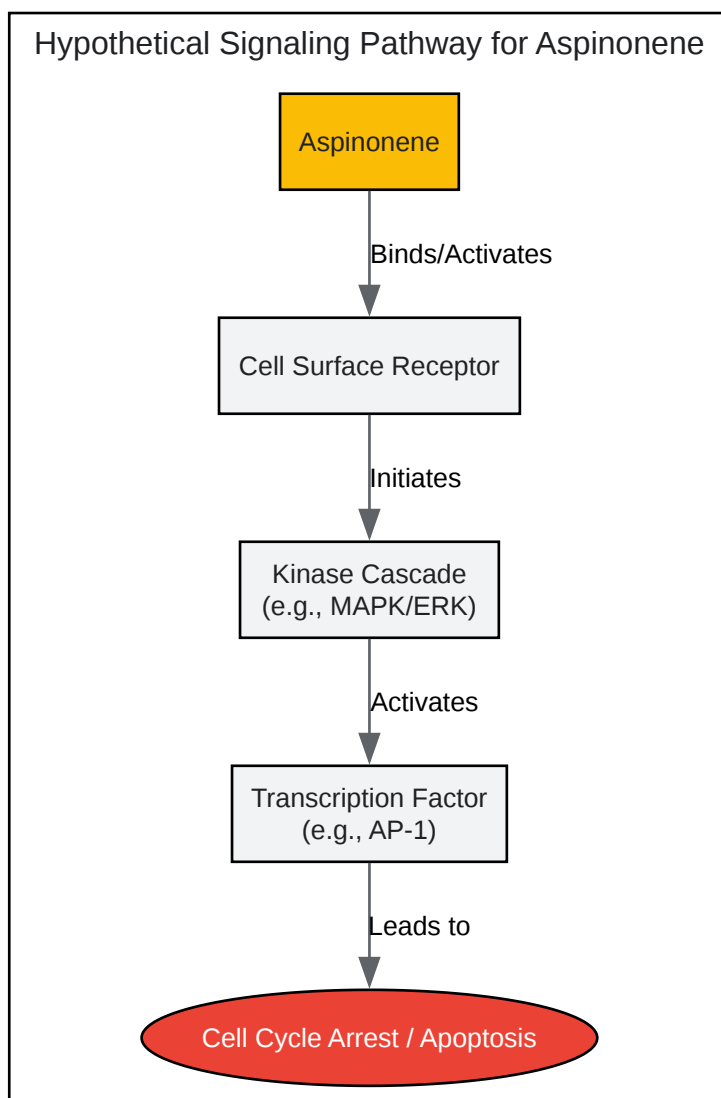 Hypothetical Signaling Pathway for Aspinonene
Aspinonene
Binds/Activates
Cell Surface Receptor
Initiates
Kinase Cascade
(e.g., MAPK/ERK)
Activates
Transcription Factor
(e.g., AP-1)
Leads to
Cell Cycle Arrest / Apoptosis